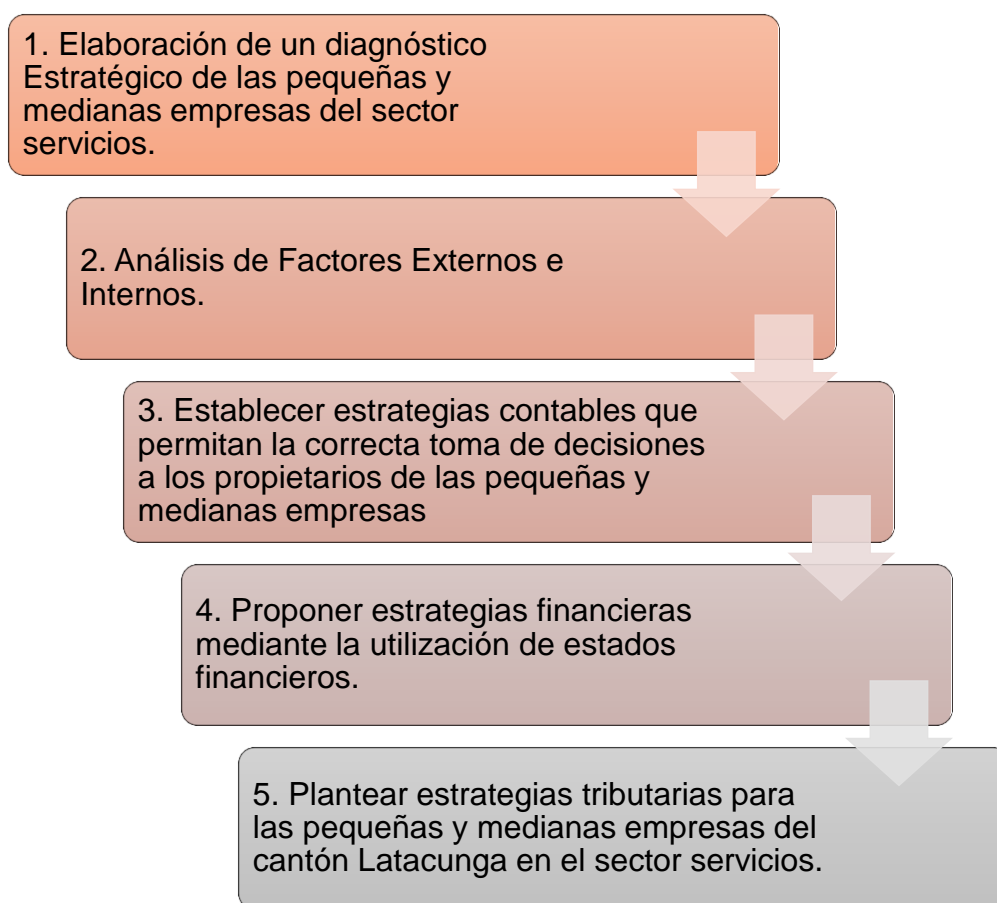 1. Elaboración de un diagnóstico
Estratégico de las pequeñas y
medianas empresas del sector
servicios.
2. Análisis de Factores Externos e
Internos.
3. Establecer estrategias contables que
permitan la correcta toma de decisiones
a los propietarios de las pequeñas y
medianas empresas
4. Proponer estrategias financieras
mediante la utilización de estados
financieros.
5. Plantear estrategias tributarias para
las pequeñas y medianas empresas del
cantón Latacunga en el sector servicios.